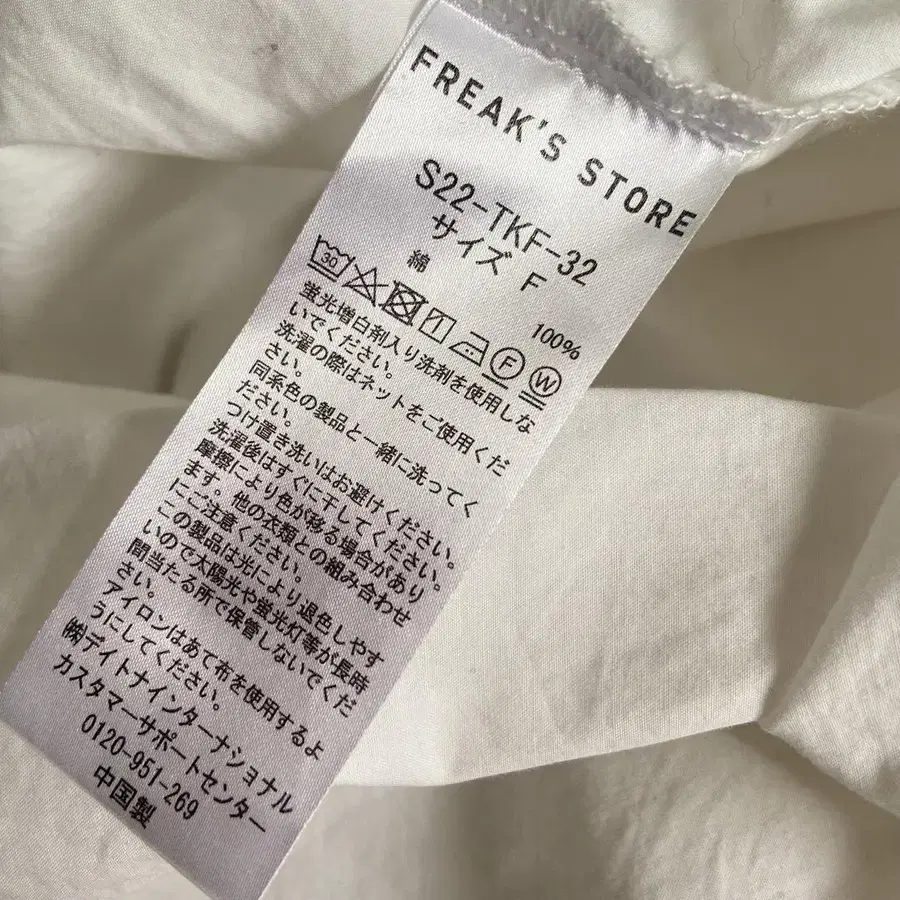 FREAK'S STORE
S22-TKF-32
サイズ F
綿 100%
30 F W
蛍光増白剤入り洗剤を使用しな
いでください。
洗濯の際はネットをご使用くだ
さい。
同系色の製品と一緒に洗ってく
ださい。
つけ置き洗いはお避けください。
洗濯後はすぐに干してください。
摩擦により色が移る場合があり
ます。他の衣類との組み合わせ
にご注意ください。
この製品は光により退色しやす
いので太陽光や蛍光灯等が長時
間当たる所で保管しないでくだ
さい。
アイロンはあて布を使用するよ
うにしてください。
㈱デイトナインターナショナル
カスタマーサポートセンター
0120-951-269
中国製